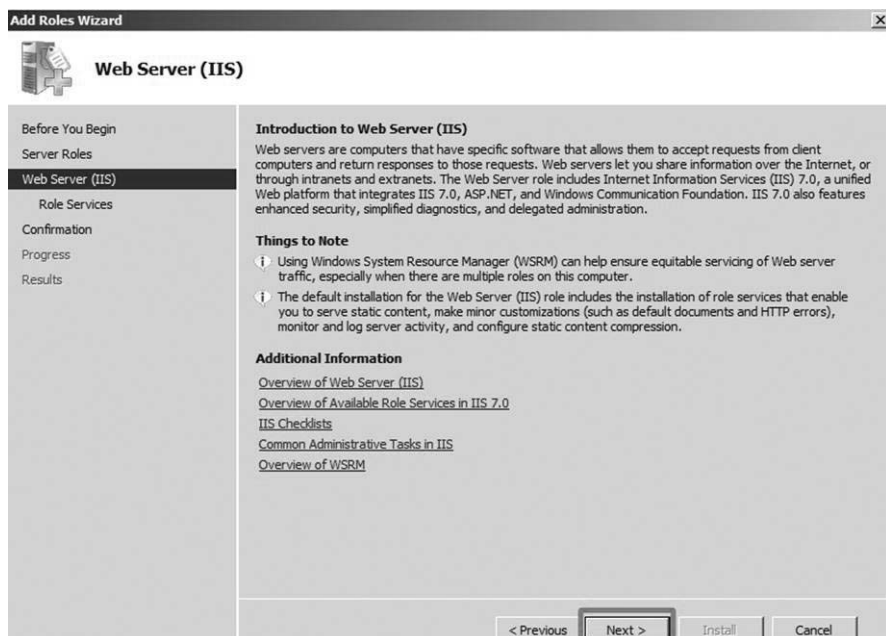 Add Roles Wizard
X
Web Server (IIS)
Before You Begin
Server Roles
Web Server (IIS)
Role Services
Confirmation
Progress
Results
Introduction to Web Server (IIS)
Web servers are computers that have specific software that allows them to accept requests from client
computers and return responses to those requests. Web servers let you share information over the Internet, or
through intranets and extranets. The Web Server role includes Internet Information Services (IIS) 7.0, a unified
Web platform that integrates IIS 7.0, ASP.NET, and Windows Communication Foundation. IIS 7.0 also features
enhanced security, simplified diagnostics, and delegated administration.
Things to Note
Using Windows System Resource Manager (WSRM) can help ensure equitable servicing of Web server
traffic, especially when there are multiple roles on this computer.
The default installation for the Web Server (IIS) role includes the installation of role services that enable
you to serve static content, make minor customizations (such as default documents and HTTP errors),
monitor and log server activity, and configure static content compression.
Additional Information
Overview of Web Server (IIS)
Overview of Available Role Services in IIS 7.0
IIS Checklists
Common Administrative Tasks in IIS
Overview of WSRM
< Previous Next > Install Cancel